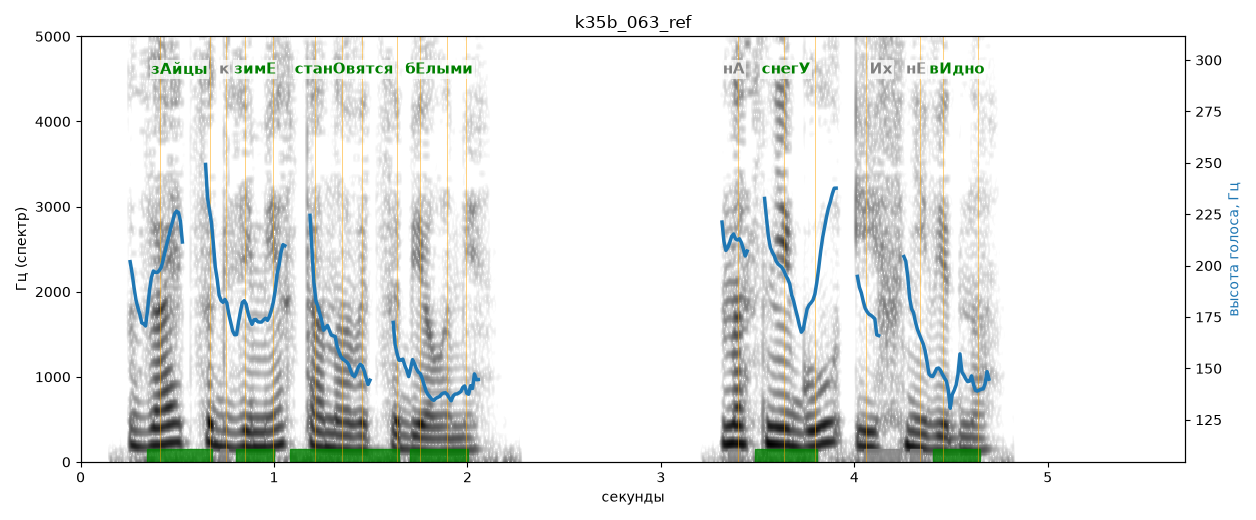 k35b_063_ref
зАйцы к зимЕ станОвятся бЕлыми нА снегУ Их нЕ вИдно
5000
4000
3000
2000
1000
0
Гц (спектр)
300
275
250
225
200
175
150
125
высота голоса, Гц
0 1 2 3 4 5
секунды